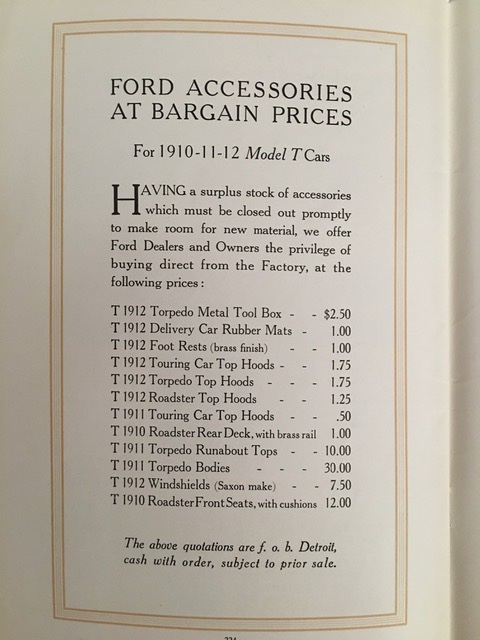 FORD ACCESSORIES
AT BARGAIN PRICES
For 1910-11-12 Model T Cars
HAVING a surplus stock of accessories
which must be closed out promptly
to make room for new material, we offer
Ford Dealers and Owners the privilege of
buying direct from the Factory, at the
following prices:
T 1912 Torpedo Metal Tool Box - - $2.50
T 1912 Delivery Car Rubber Mats - 1.00
T 1912 Foot Rests (brass finish) - - 1.00
T 1912 Touring Car Top Hoods - - 1.75
T 1912 Torpedo Top Hoods - - - 1.75
T 1912 Roadster Top Hoods - - 1.25
T 1911 Touring Car Top Hoods - - .50
T 1910 Roadster Rear Deck, with brass rail 1.00
T 1911 Torpedo Runabout Tops - - 10.00
T 1911 Torpedo Bodies - - - 30.00
T 1912 Windshields (Saxon make) - - 7.50
T 1910 Roadster Front Seats, with cushions 12.00
The above quotations are f. o. b. Detroit,
cash with order, subject to prior sale.